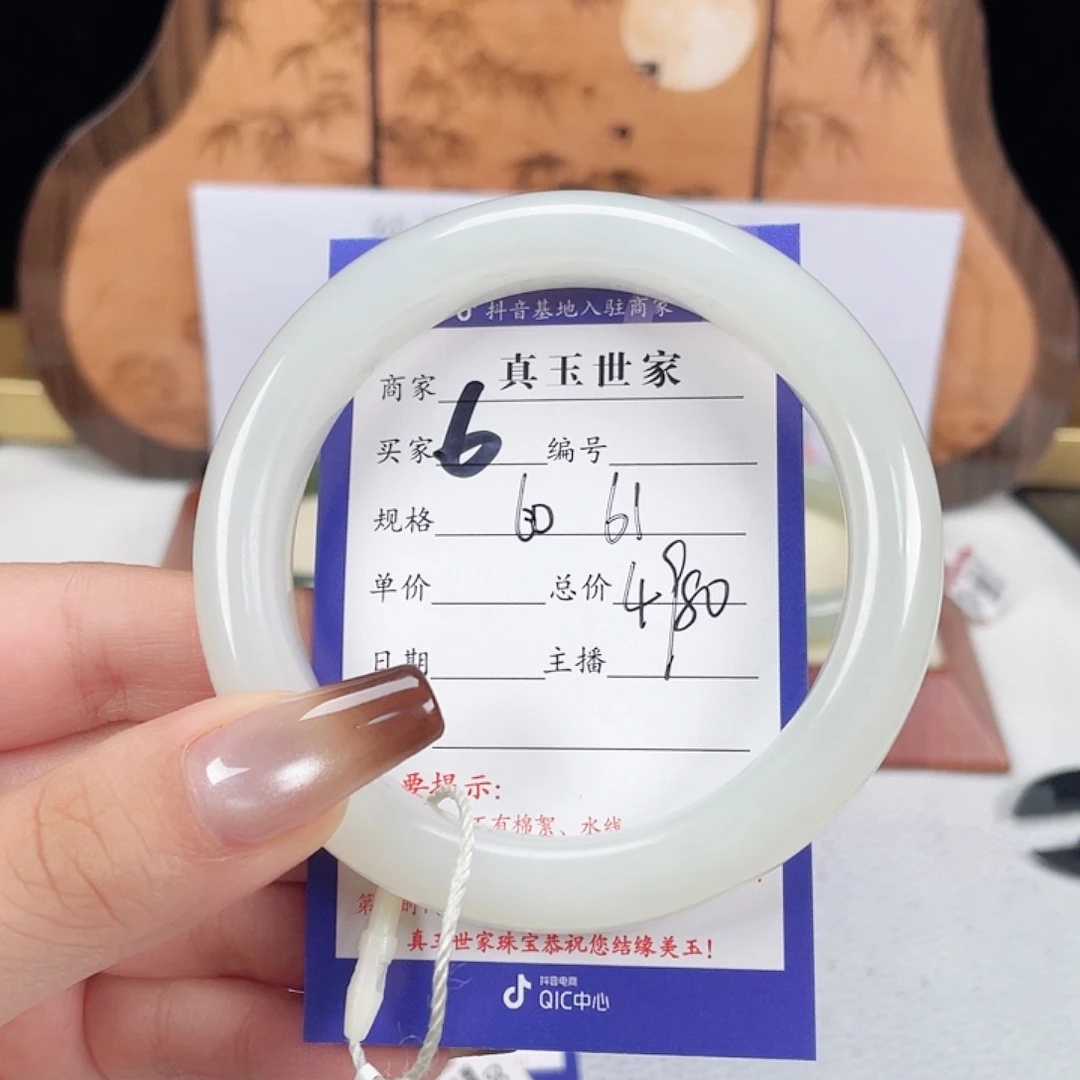 抖音基地入驻商家
商家 真玉世家
买家 6 编号
规格 60 61
单价 总价 4980
日期 主播
要提示:
有棉絮、水线
第
真玉世家珠宝恭祝您结缘美玉!
抖音电商
QIC中心